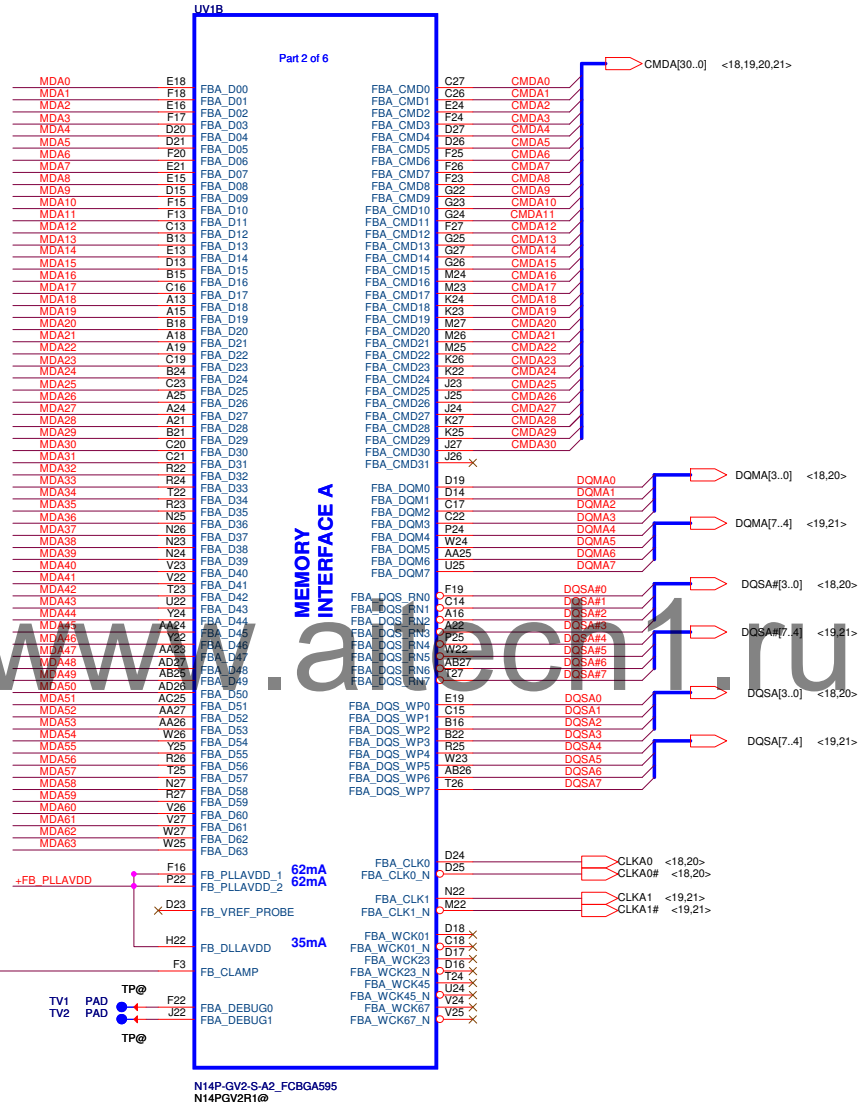 UV1B
Part 2 of 6
MEMORY
INTERFACE A
MDA0 E18 FBA_D00
MDA1 F18 FBA_D01
MDA2 E16 FBA_D02
MDA3 F17 FBA_D03
MDA4 D20 FBA_D04
MDA5 D21 FBA_D05
MDA6 F20 FBA_D06
MDA7 E21 FBA_D07
MDA8 E15 FBA_D08
MDA9 D15 FBA_D09
MDA10 F15 FBA_D10
MDA11 F13 FBA_D11
MDA12 C13 FBA_D12
MDA13 B13 FBA_D13
MDA14 E13 FBA_D14
MDA15 D13 FBA_D15
MDA16 B15 FBA_D16
MDA17 C16 FBA_D17
MDA18 A13 FBA_D18
MDA19 A15 FBA_D19
MDA20 B18 FBA_D20
MDA21 A18 FBA_D21
MDA22 A19 FBA_D22
MDA23 C19 FBA_D23
MDA24 B24 FBA_D24
MDA25 C23 FBA_D25
MDA26 A25 FBA_D26
MDA27 A24 FBA_D27
MDA28 A21 FBA_D28
MDA29 B21 FBA_D29
MDA30 C20 FBA_D30
MDA31 C21 FBA_D31
MDA32 R22 FBA_D32
MDA33 R24 FBA_D33
MDA34 T22 FBA_D34
MDA35 R23 FBA_D35
MDA36 N25 FBA_D36
MDA37 N26 FBA_D37
MDA38 N23 FBA_D38
MDA39 N24 FBA_D39
MDA40 V23 FBA_D40
MDA41 V22 FBA_D41
MDA42 T23 FBA_D42
MDA43 U22 FBA_D43
MDA44 Y24 FBA_D44
MDA45 AA24 FBA_D45
MDA46 Y22 FBA_D46
MDA47 AA23 FBA_D47
MDA48 AD27 FBA_D48
MDA49 AB25 FBA_D49
MDA50 AD26 FBA_D50
MDA51 AC25 FBA_D51
MDA52 AA27 FBA_D52
MDA53 AA26 FBA_D53
MDA54 W26 FBA_D54
MDA55 Y25 FBA_D55
MDA56 R26 FBA_D56
MDA57 T25 FBA_D57
MDA58 N27 FBA_D58
MDA59 R27 FBA_D59
MDA60 V26 FBA_D60
MDA61 V27 FBA_D61
MDA62 W27 FBA_D62
MDA63 W25 FBA_D63
F16 FB_PLLAVDD_1 62mA
+FB_PLLAVDD P22 FB_PLLAVDD_2 62mA
D23 FB_VREF_PROBE
H22 FB_DLLAVDD 35mA
F3 FB_CLAMP
TP@
TV1 PAD F22 FBA_DEBUG0
TV2 PAD J22 FBA_DEBUG1
TP@
FBA_CMD0 C27 CMDA0
FBA_CMD1 C26 CMDA1
FBA_CMD2 E24 CMDA2
FBA_CMD3 F24 CMDA3
FBA_CMD4 D27 CMDA4
FBA_CMD5 D26 CMDA5
FBA_CMD6 F25 CMDA6
FBA_CMD7 F26 CMDA7
FBA_CMD8 F23 CMDA8
FBA_CMD9 G22 CMDA9
FBA_CMD10 G23 CMDA10
FBA_CMD11 G24 CMDA11
FBA_CMD12 F27 CMDA12
FBA_CMD13 G25 CMDA13
FBA_CMD14 G27 CMDA14
FBA_CMD15 G26 CMDA15
FBA_CMD16 M24 CMDA16
FBA_CMD17 M23 CMDA17
FBA_CMD18 K24 CMDA18
FBA_CMD19 K23 CMDA19
FBA_CMD20 M27 CMDA20
FBA_CMD21 M26 CMDA21
FBA_CMD22 M25 CMDA22
FBA_CMD23 K26 CMDA23
FBA_CMD24 K22 CMDA24
FBA_CMD25 J23 CMDA25
FBA_CMD26 J25 CMDA26
FBA_CMD27 J24 CMDA27
FBA_CMD28 K27 CMDA28
FBA_CMD29 K25 CMDA29
FBA_CMD30 J27 CMDA30
FBA_CMD31 J26
CMDA[30..0] <18,19,20,21>
FBA_DQM0 D19 DQMA0
FBA_DQM1 D14 DQMA1
FBA_DQM2 C17 DQMA2
FBA_DQM3 C22 DQMA3
FBA_DQM4 P24 DQMA4
FBA_DQM5 W24 DQMA5
FBA_DQM6 AA25 DQMA6
FBA_DQM7 U25 DQMA7
DQMA[3..0] <18,20>
DQMA[7..4] <19,21>
FBA_DQS_RN0 F19 DQSA#0
FBA_DQS_RN1 C14 DQSA#1
FBA_DQS_RN2 A16 DQSA#2
FBA_DQS_RN3 A22 DQSA#3
FBA_DQS_RN4 P25 DQSA#4
FBA_DQS_RN5 W22 DQSA#5
FBA_DQS_RN6 AB27 DQSA#6
FBA_DQS_RN7 T27 DQSA#7
DQSA#[3..0] <18,20>
DQSA#[7..4] <19,21>
FBA_DQS_WP0 E19 DQSA0
FBA_DQS_WP1 C15 DQSA1
FBA_DQS_WP2 B16 DQSA2
FBA_DQS_WP3 B22 DQSA3
FBA_DQS_WP4 R25 DQSA4
FBA_DQS_WP5 W23 DQSA5
FBA_DQS_WP6 AB26 DQSA6
FBA_DQS_WP7 T26 DQSA7
DQSA[3..0] <18,20>
DQSA[7..4] <19,21>
FBA_CLK0 D24 CLKA0 <18,20>
FBA_CLK0_N D25 CLKA0# <18,20>
FBA_CLK1 N22 CLKA1 <19,21>
FBA_CLK1_N M22 CLKA1# <19,21>
FBA_WCK01 D18
FBA_WCK01_N C18
FBA_WCK23 D17
FBA_WCK23_N D16
FBA_WCK45 T24
FBA_WCK45_N U24
FBA_WCK67 V24
FBA_WCK67_N V25
www.aitech1.ru
N14P-GV2-S-A2_FCBGA595
N14PGV2R1@